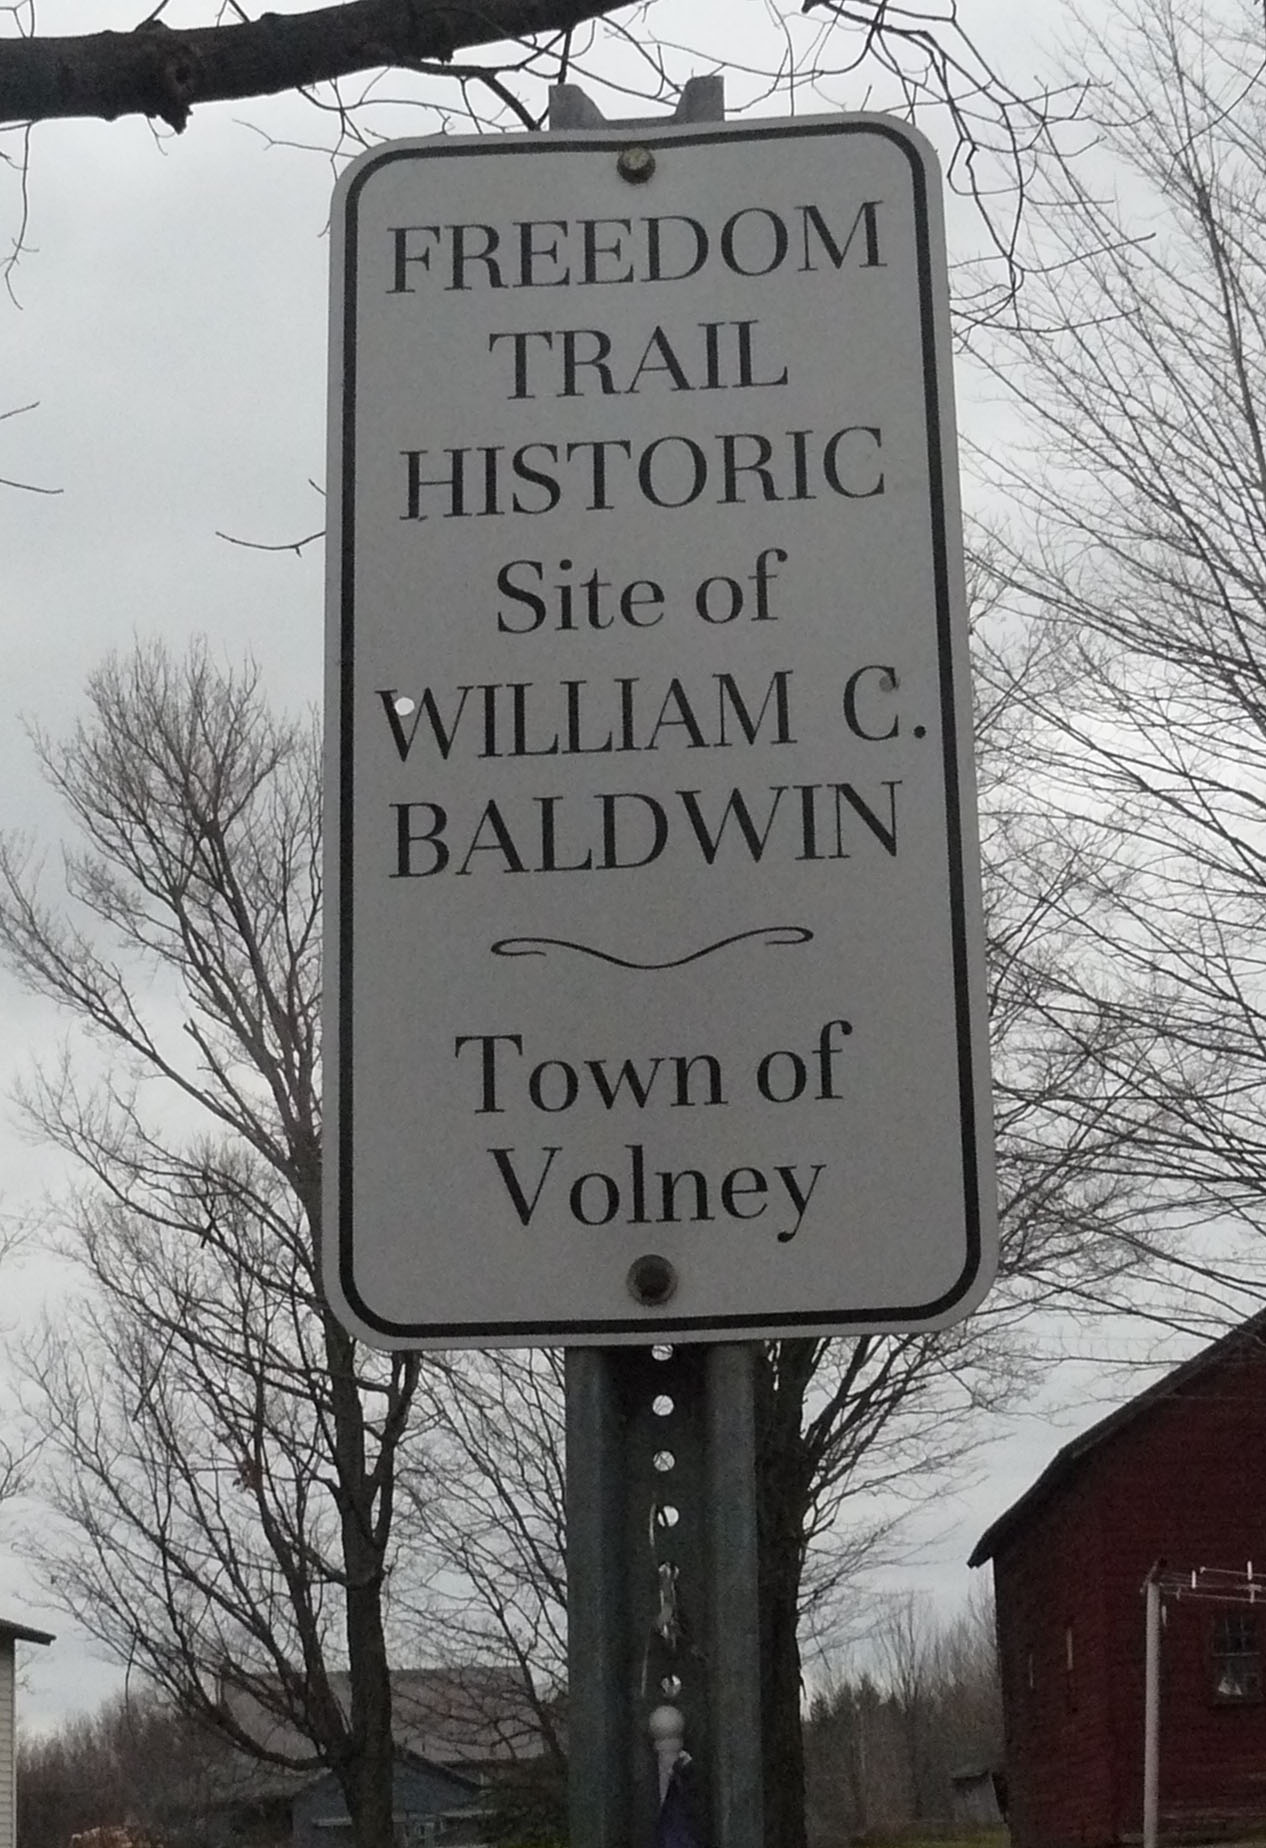 FREEDOM
TRAIL
HISTORIC
Site of
WILLIAM C.
BALDWIN
Town of
Volney